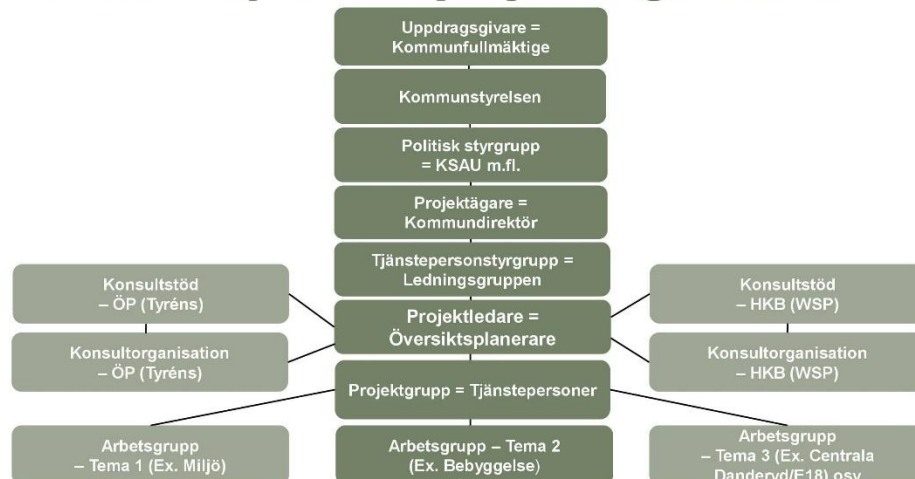 Uppdragsgivare =
Kommunfullmäktige
Kommunstyrelsen
Politisk styrgrupp
= KSAU m.fl.
Projektägare =
Kommundirektör
Tjänstepersonstyrgrupp =
Ledningsgruppen
Konsultstöd
– ÖP (Tyréns)
Konsultstöd
– HKB (WSP)
Projektledare =
Översiktsplanerare
Konsultorganisation
– ÖP (Tyréns)
Konsultorganisation
– HKB (WSP)
Projektgrupp = Tjänstepersoner
Arbetsgrupp
– Tema 1 (Ex. Miljö)
Arbetsgrupp – Tema 2
(Ex. Bebyggelse)
Arbetsgrupp
– Tema 3 (Ex. Centrala
Danderyd/E18) osv